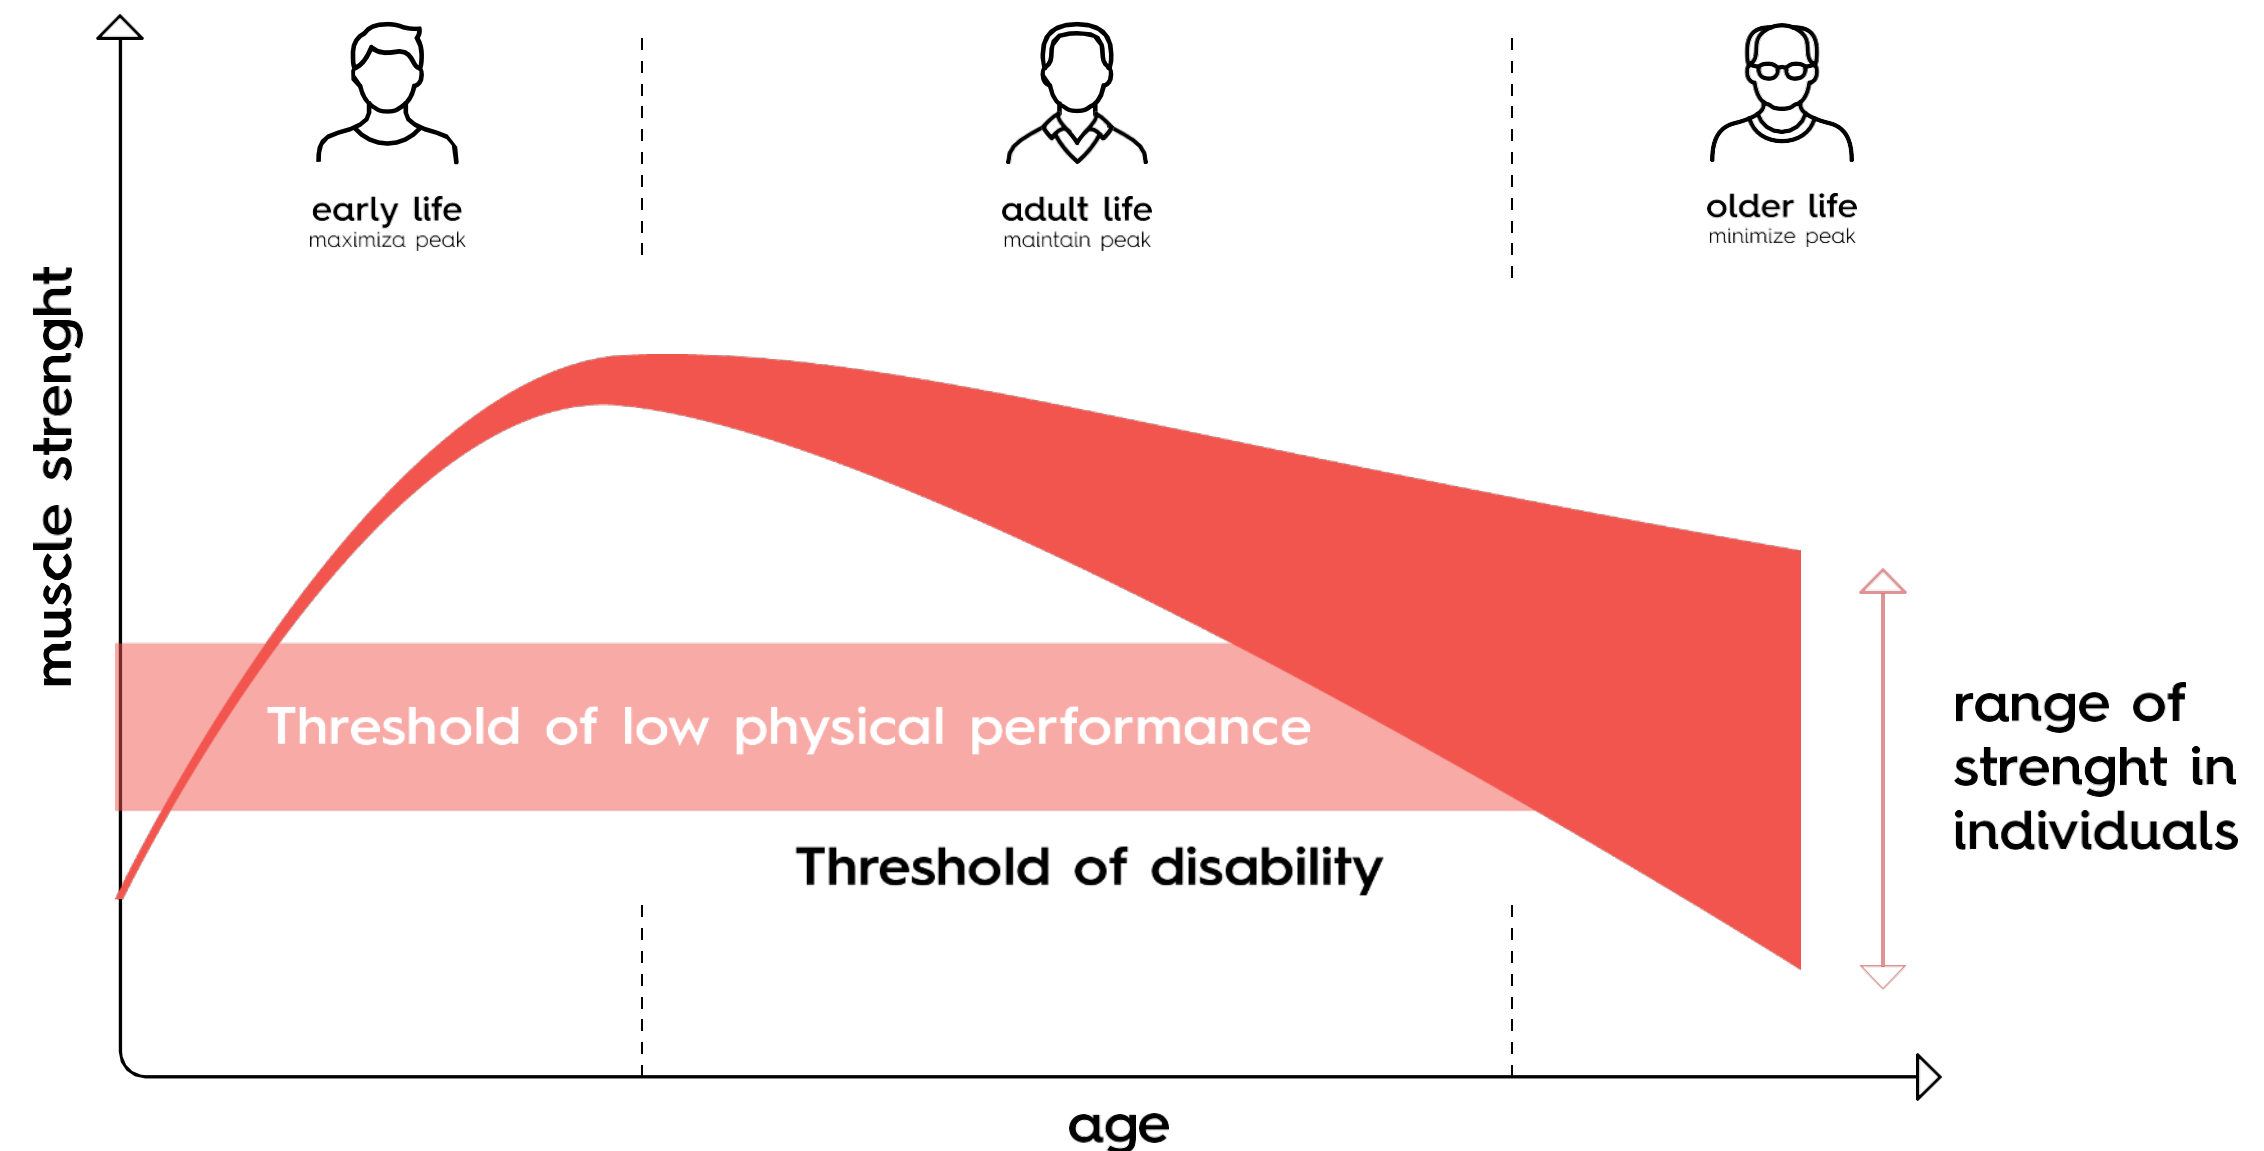 early life
maximiza peak
adult life
maintain peak
older life
minimize peak
muscle strenght
Threshold of low physical performance
Threshold of disability
range of
strenght in
individuals
age